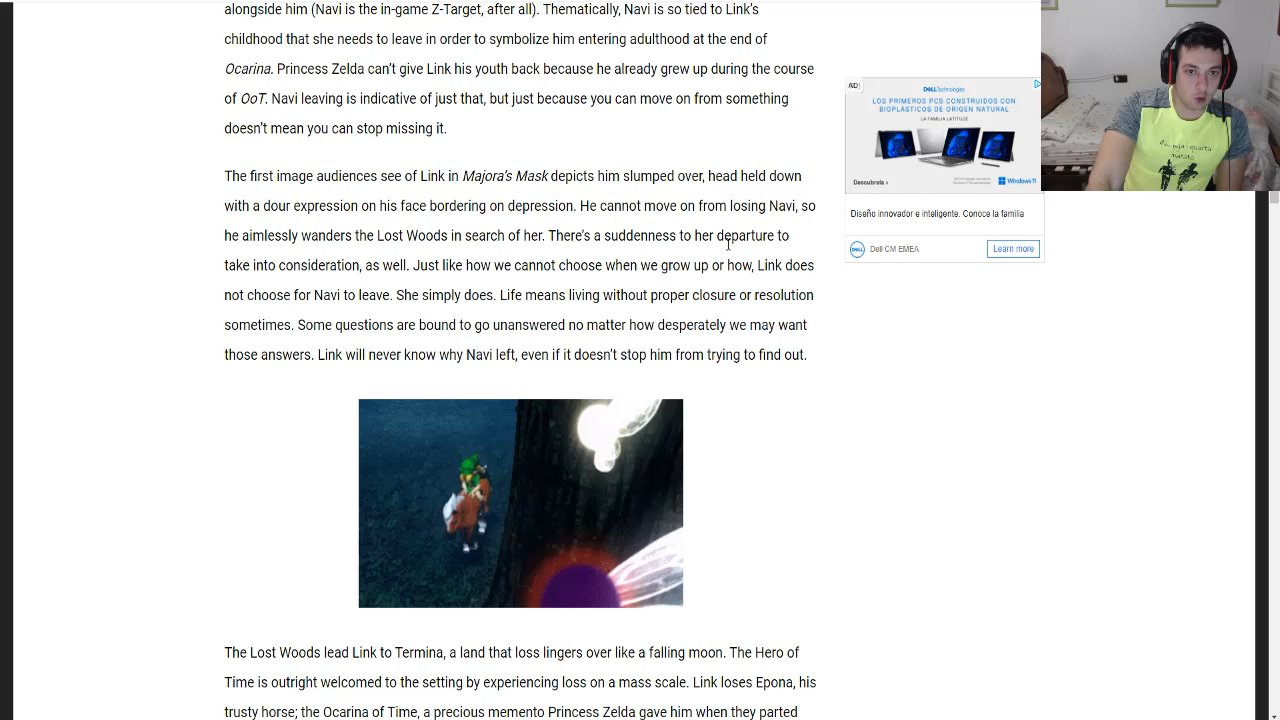 alongside him (Navi is the in-game Z-Target, after all). Thematically, Navi is so tied to Link's
childhood that she needs to leave in order to symbolize him entering adulthood at the end of
Ocarina. Princess Zelda can't give Link his youth back because he already grew up during the course
of OoT. Navi leaving is indicative of just that, but just because you can move on from something
doesn't mean you can stop missing it.
The first image audiences see of Link in Majora's Mask depicts him slumped over, head held down
with a dour expression on his face bordering on depression. He cannot move on from losing Navi, so
he aimlessly wanders the Lost Woods in search of her. There's a suddenness to her departure to
take into consideration, as well. Just like how we cannot choose when we grow up or how, Link does
not choose for Navi to leave. She simply does. Life means living without proper closure or resolution
sometimes. Some questions are bound to go unanswered no matter how desperately we may want
those answers. Link will never know why Navi left, even if it doesn't stop him from trying to find out.
The Lost Woods lead Link to Termina, a land that loss lingers over like a falling moon. The Hero of
Time is outright welcomed to the setting by experiencing loss on a mass scale. Link loses Epona, his
trusty horse; the Ocarina of Time, a precious memento Princess Zelda gave him when they parted
AD
DELLTechnologies
LOS PRIMEROS PCS CONSTRUIDOS CON
BIOPLÁSTICOS DE ORIGEN NATURAL
LA FAMILIA LATITUDE
Descúbrela >
Windows 11
Diseño innovador e inteligente. Conoce la familia
DELL
Dell CM EMEA
Learn more